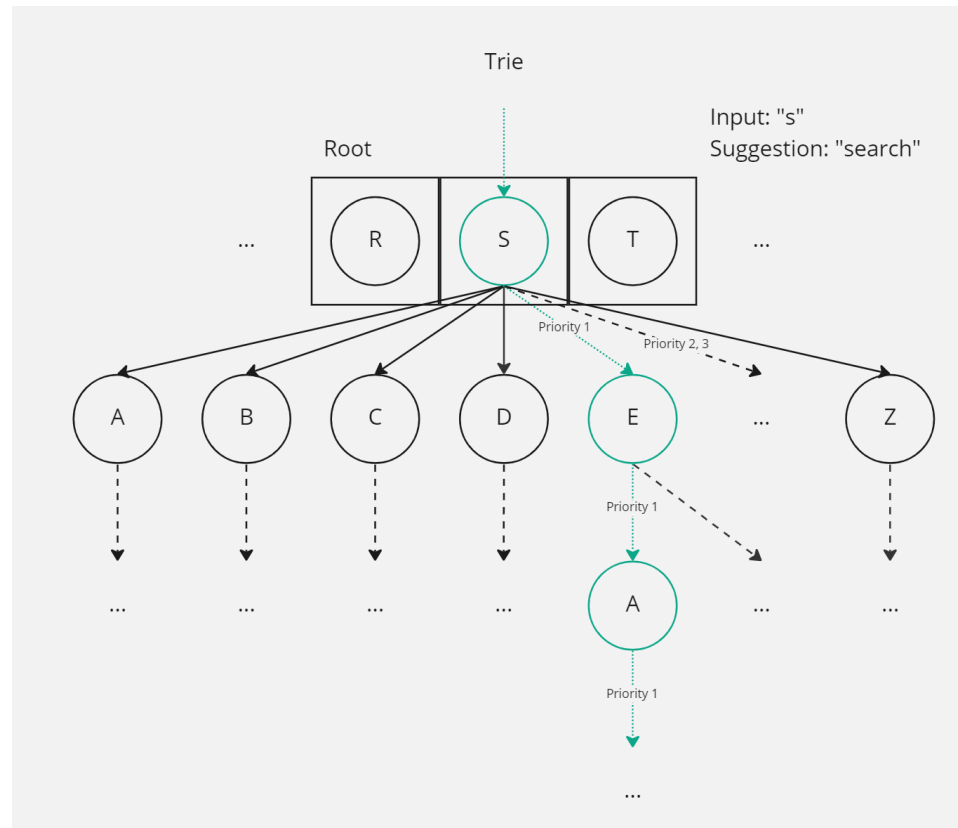 Trie
Input: "s"
Suggestion: "search"
Root
...
R
S
T
...
Priority 1
Priority 2, 3
A
B
C
D
E
...
Z
Priority 1
...
...
...
...
A
...
...
Priority 1
...